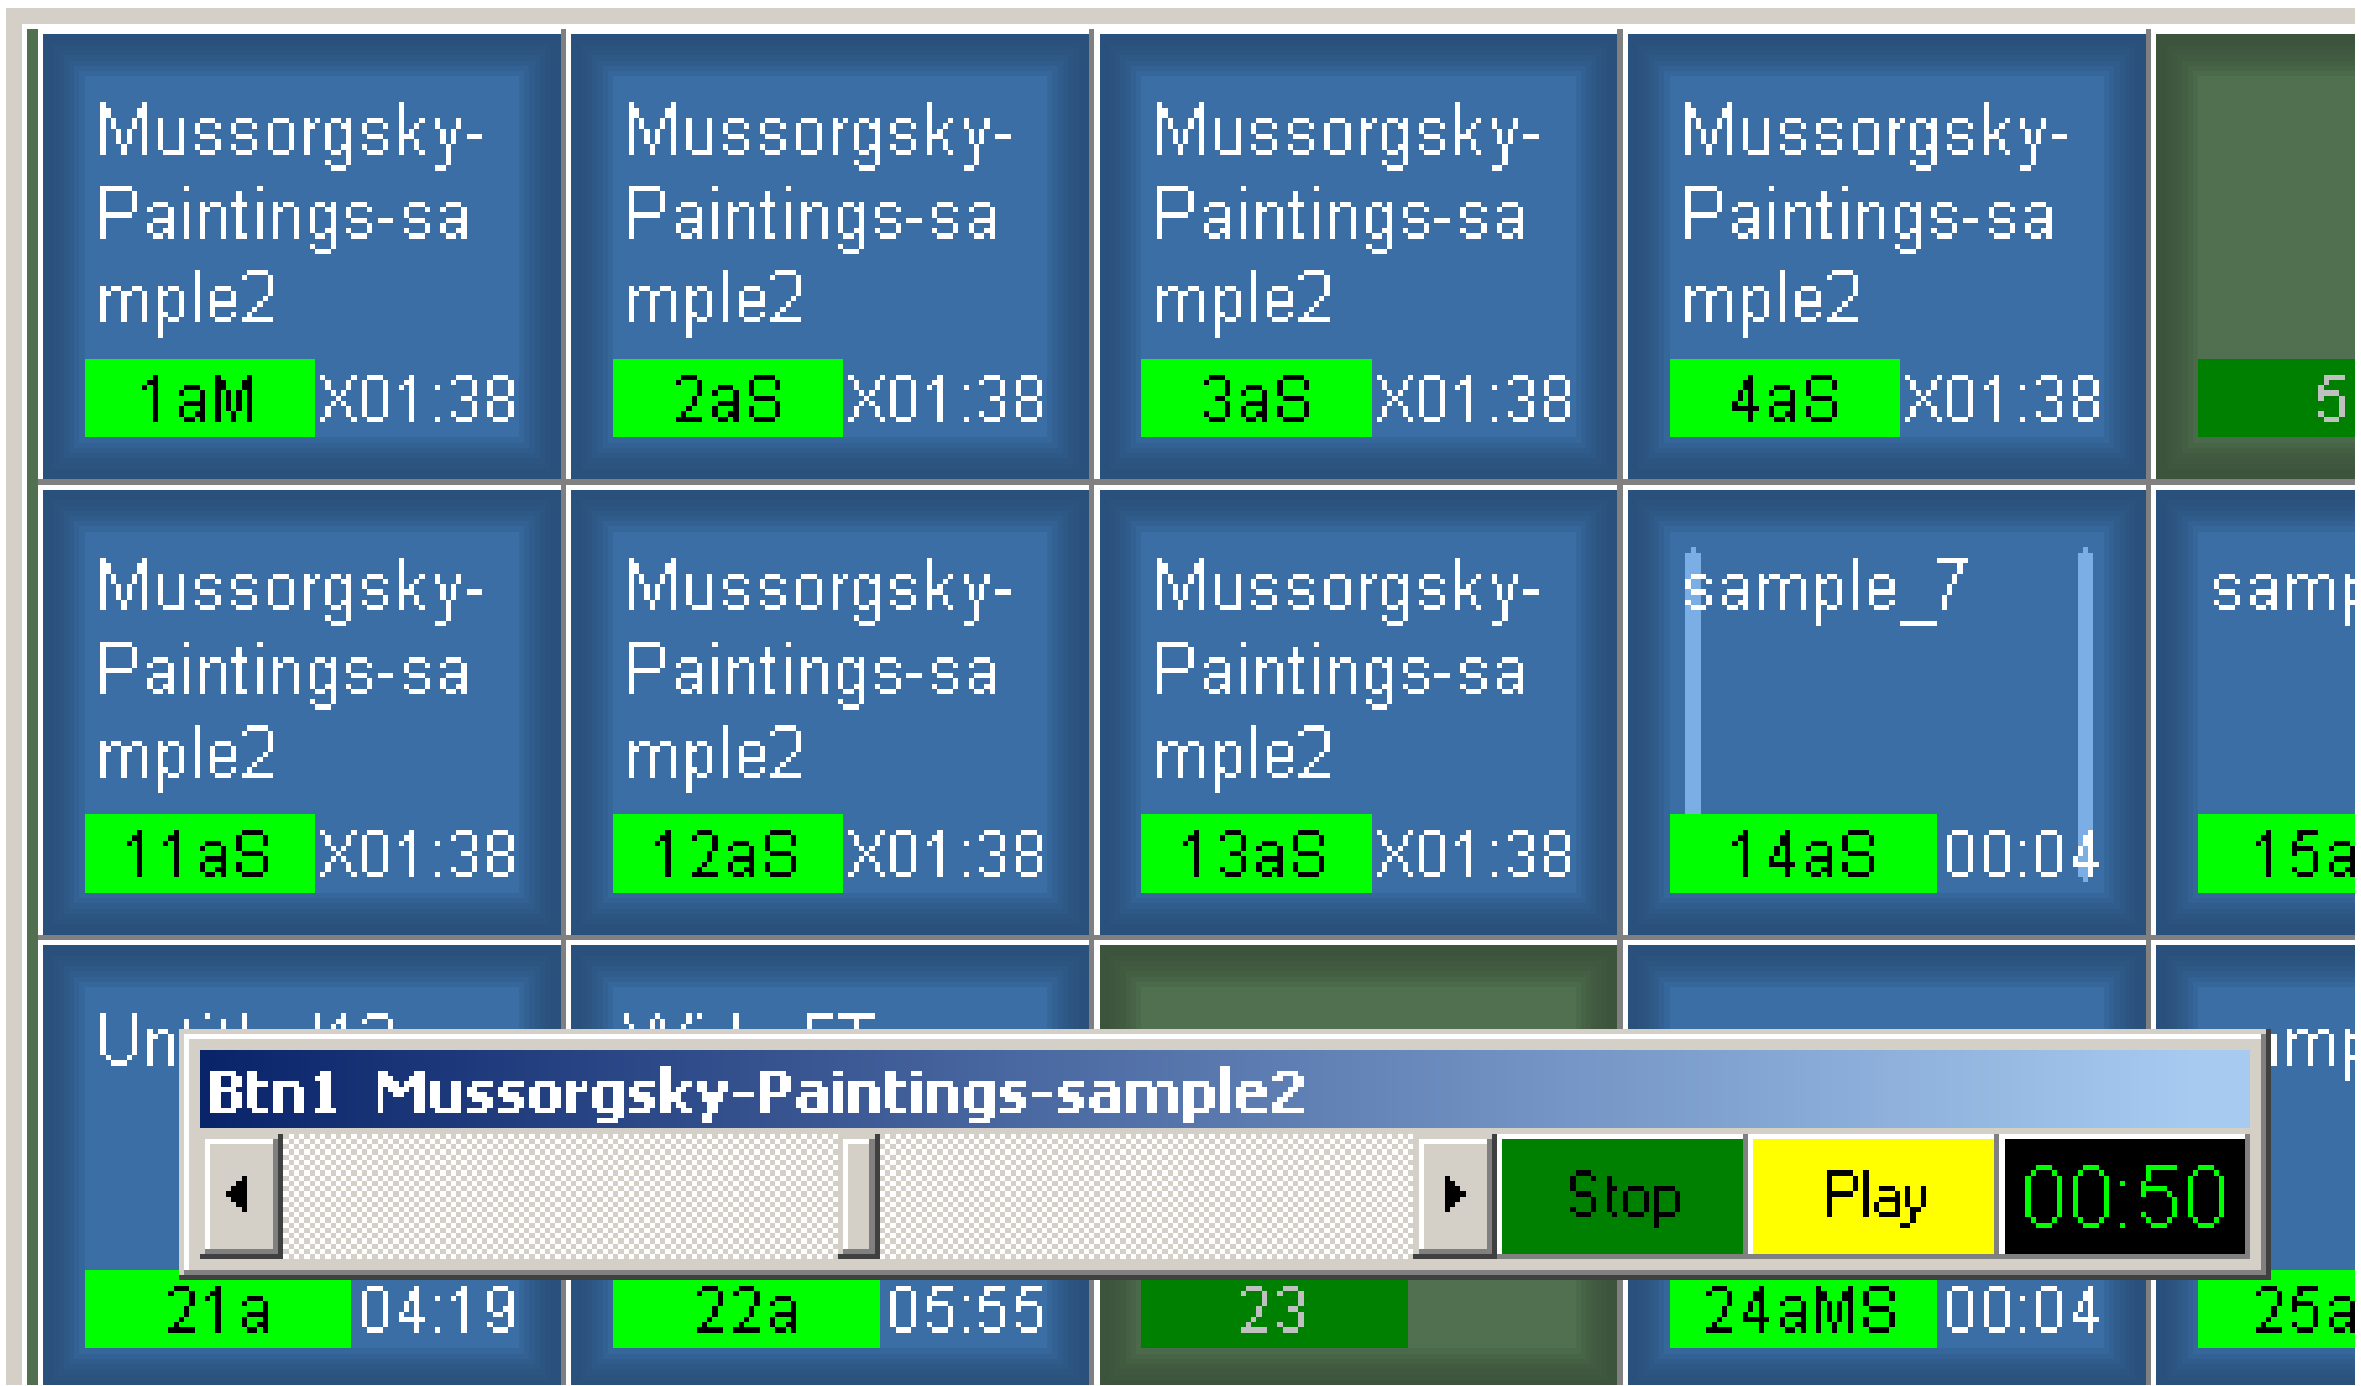 Mussorgsky-
Paintings-sa
mple2
1aM X01:38
Mussorgsky-
Paintings-sa
mple2
2aS X01:38
Mussorgsky-
Paintings-sa
mple2
3aS X01:38
Mussorgsky-
Paintings-sa
mple2
4aS X01:38
5
Mussorgsky-
Paintings-sa
mple2
11aS X01:38
Mussorgsky-
Paintings-sa
mple2
12aS X01:38
Mussorgsky-
Paintings-sa
mple2
13aS X01:38
sample_7
14aS 00:04
samp
15a
Btn1 Mussorgsky-Paintings-sample2
Stop Play 00:50
21a 04:19
22a 05:55
23
24aMS 00:04
25a